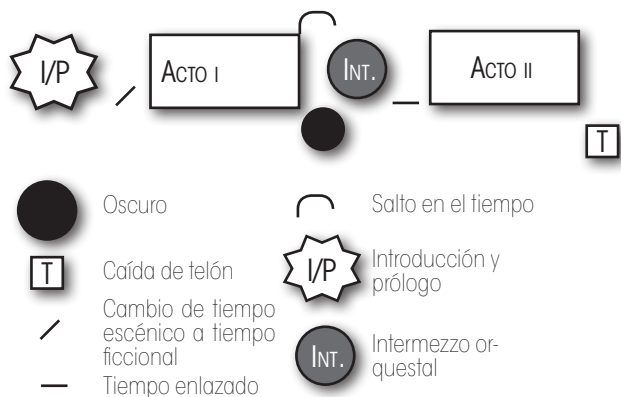 I/P
ACTO I
INT.
ACTO II
T
Oscuro
Salto en el tiempo
T
Caída de telón
I/P
Introducción y
prólogo
Cambio de tiempo
escénico a tiempo
ficcional
INT.
Intermezzo or-
questal
Tiempo enlazado